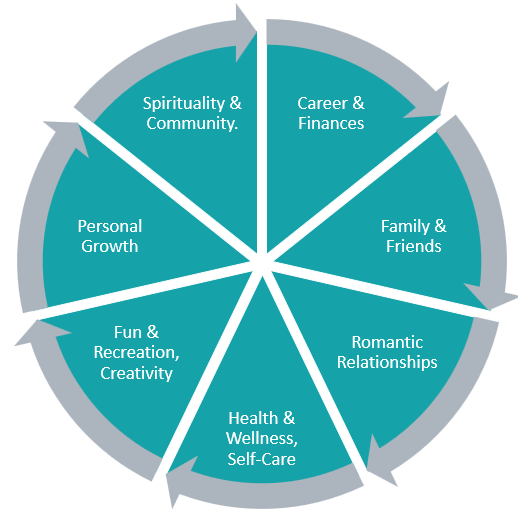 Spirituality &
Community.
Career &
Finances
Personal
Growth
Family &
Friends
Fun &
Recreation,
Creativity
Romantic
Relationships
Health &
Wellness,
Self-Care